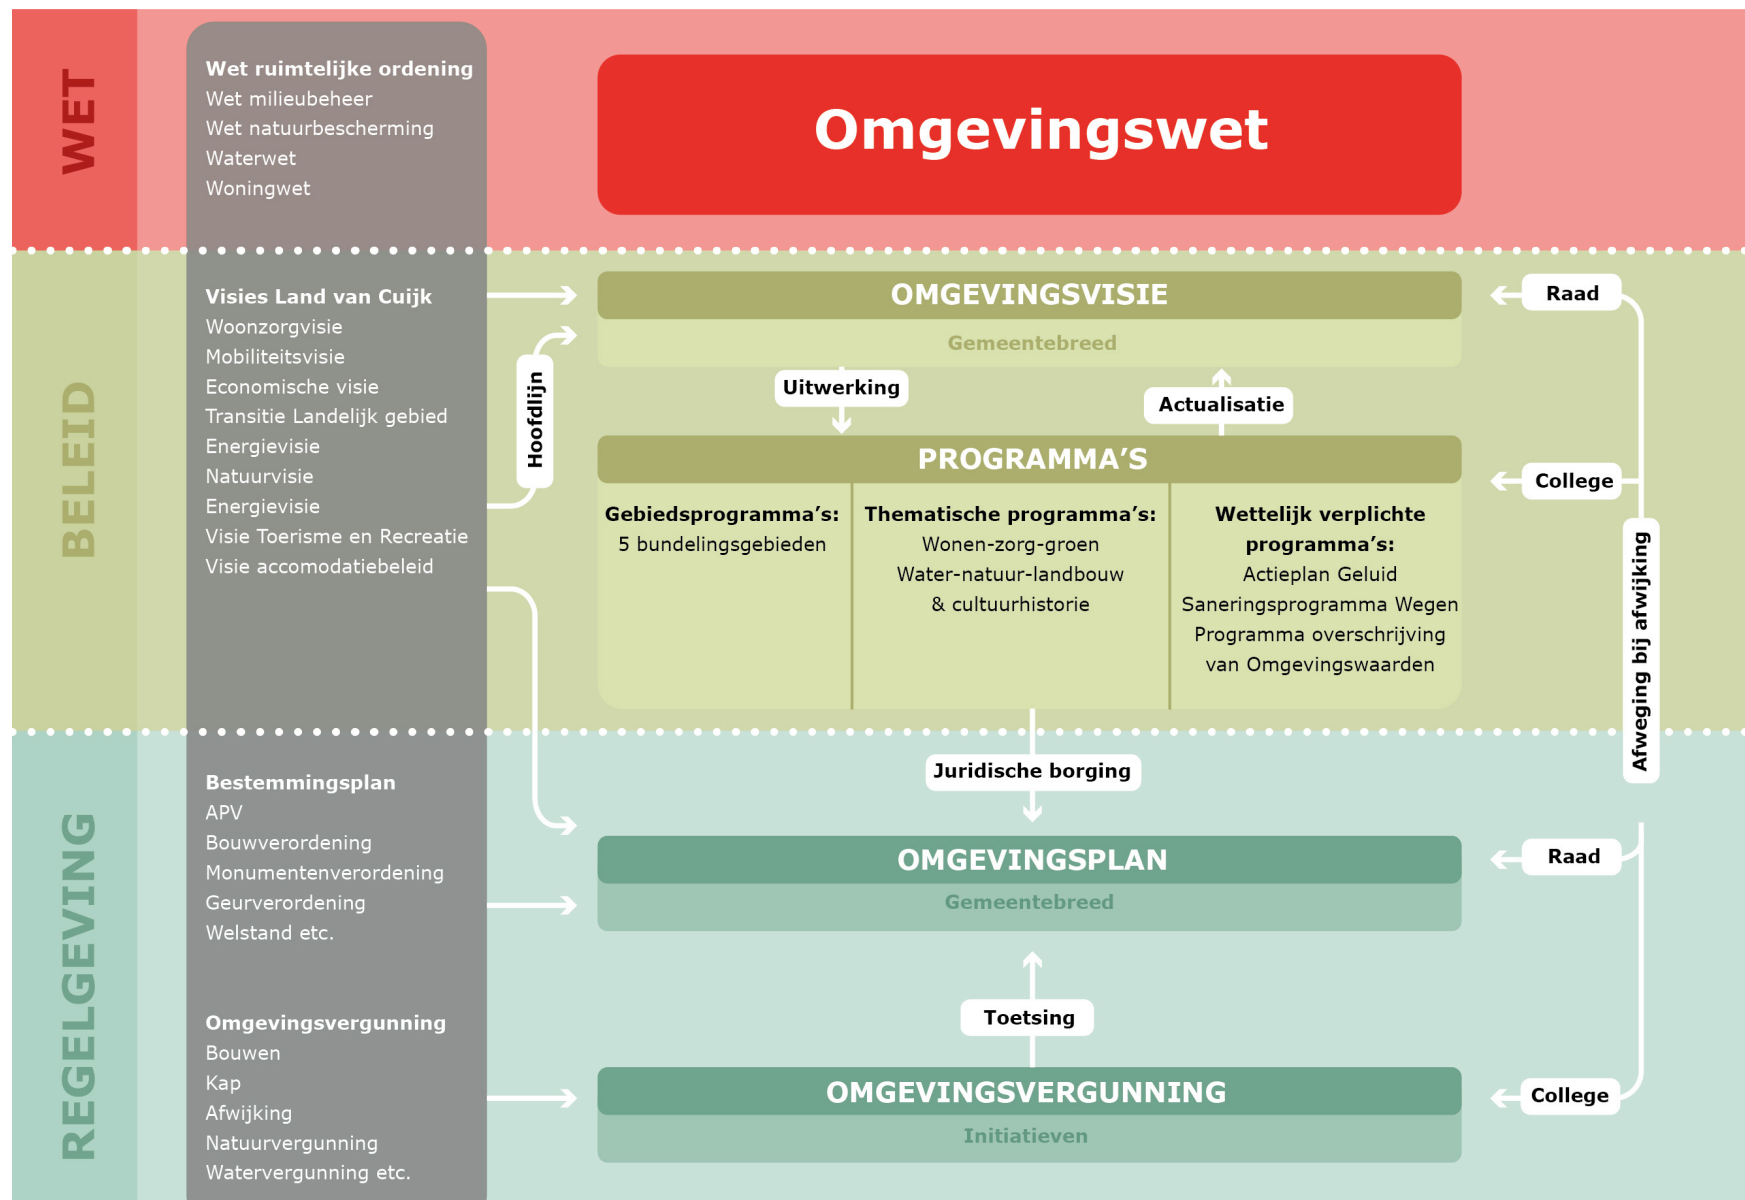 WET
Wet ruimtelijke ordening
Wet milieubeheer
Wet natuurbescherming
Waterwet
Woningwet
Omgevingswet
BELEID
Visies Land van Cuijk
Woonzorgvisie
Mobiliteitsvisie
Economische visie
Transitie Landelijk gebied
Energievisie
Natuurvisie
Energievisie
Visie Toerisme en Recreatie
Visie accomodatiebeleid
Hoofdlijn
OMGEVINGSVISIE
Gemeentebreed
Uitwerking
Actualisatie
PROGRAMMA'S
Gebiedsprogramma's:
5 bundelingsgebieden
Thematische programma's:
Wonen-zorg-groen
Water-natuur-landbouw
& cultuurhistorie
Wettelijk verplichte
programma's:
Actieplan Geluid
Saneringsprogramma Wegen
Programma overschrijving
van Omgevingswaarden
Raad
College
Afweging bij afwijking
REGELGEVING
Bestemmingsplan
APV
Bouwverordening
Monumentenverordening
Geurverordening
Welstand etc.
Juridische borging
OMGEVINGSPLAN
Gemeentebreed
Raad
Omgevingsvergunning
Bouwen
Kap
Afwijking
Natuurvergunning
Watervergunning etc.
Toetsing
OMGEVINGSVERGUNNING
Initiatieven
College